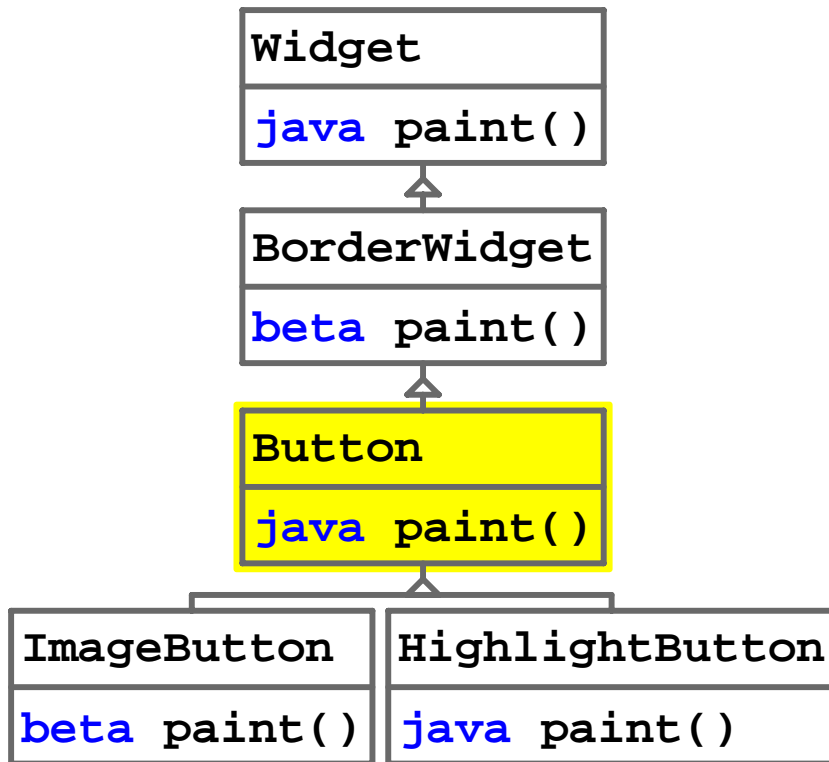 Widget
java paint()
BorderWidget
beta paint()
Button
java paint()
ImageButton
beta paint()
HighlightButton
java paint()